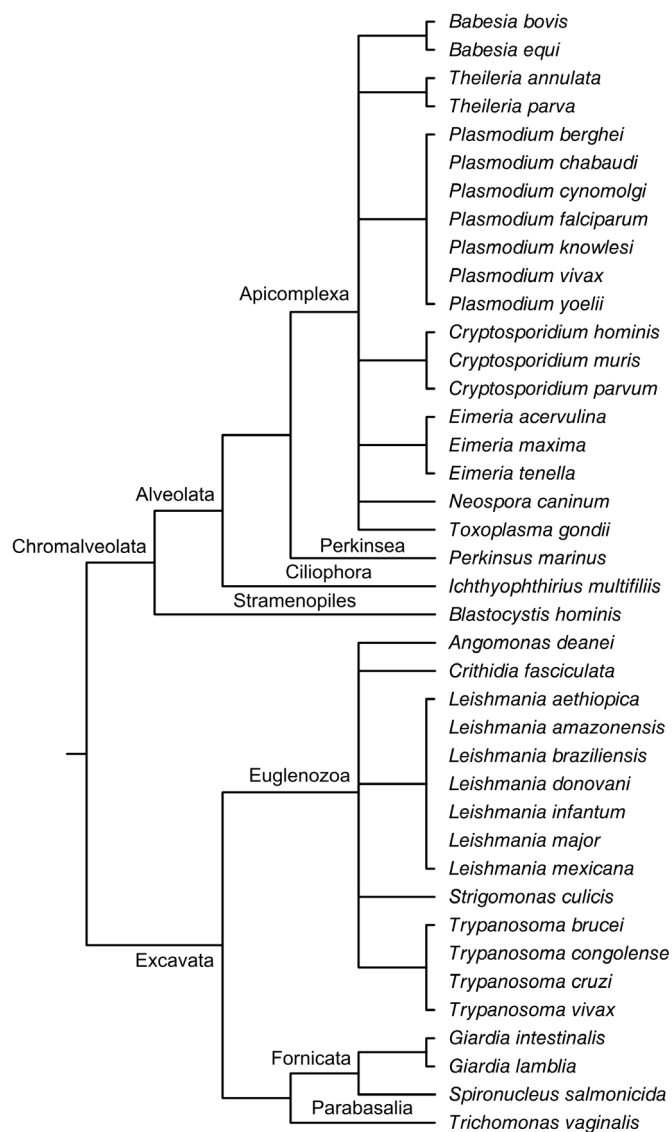 Babesia bovis
Babesia equi
Theileria annulata
Theileria parva
Plasmodium berghei
Plasmodium chabaudi
Plasmodium cynomolgi
Plasmodium falciparum
Plasmodium knowlesi
Plasmodium vivax
Apicomplexa
Plasmodium yoelii
Cryptosporidium hominis
Cryptosporidium muris
Cryptosporidium parvum
Eimeria acervulina
Eimeria maxima
Eimeria tenella
Alveolata
Neospora caninum
Toxoplasma gondii
Chromalveolata
Perkinsea
Perkinsus marinus
Ciliophora
Ichthyophthirius multifiliis
Stramenopiles
Blastocystis hominis
Angomonas deanei
Crithidia fasciculata
Leishmania aethiopica
Leishmania amazonensis
Leishmania braziliensis
Euglenozoa
Leishmania donovani
Leishmania infantum
Leishmania major
Leishmania mexicana
Strigomonas culicis
Trypanosoma brucei
Excavata
Trypanosoma congolense
Trypanosoma cruzi
Trypanosoma vivax
Giardia intestinalis
Fornicata
Giardia lamblia
Spironucleus salmonicida
Parabasalia
Trichomonas vaginalis